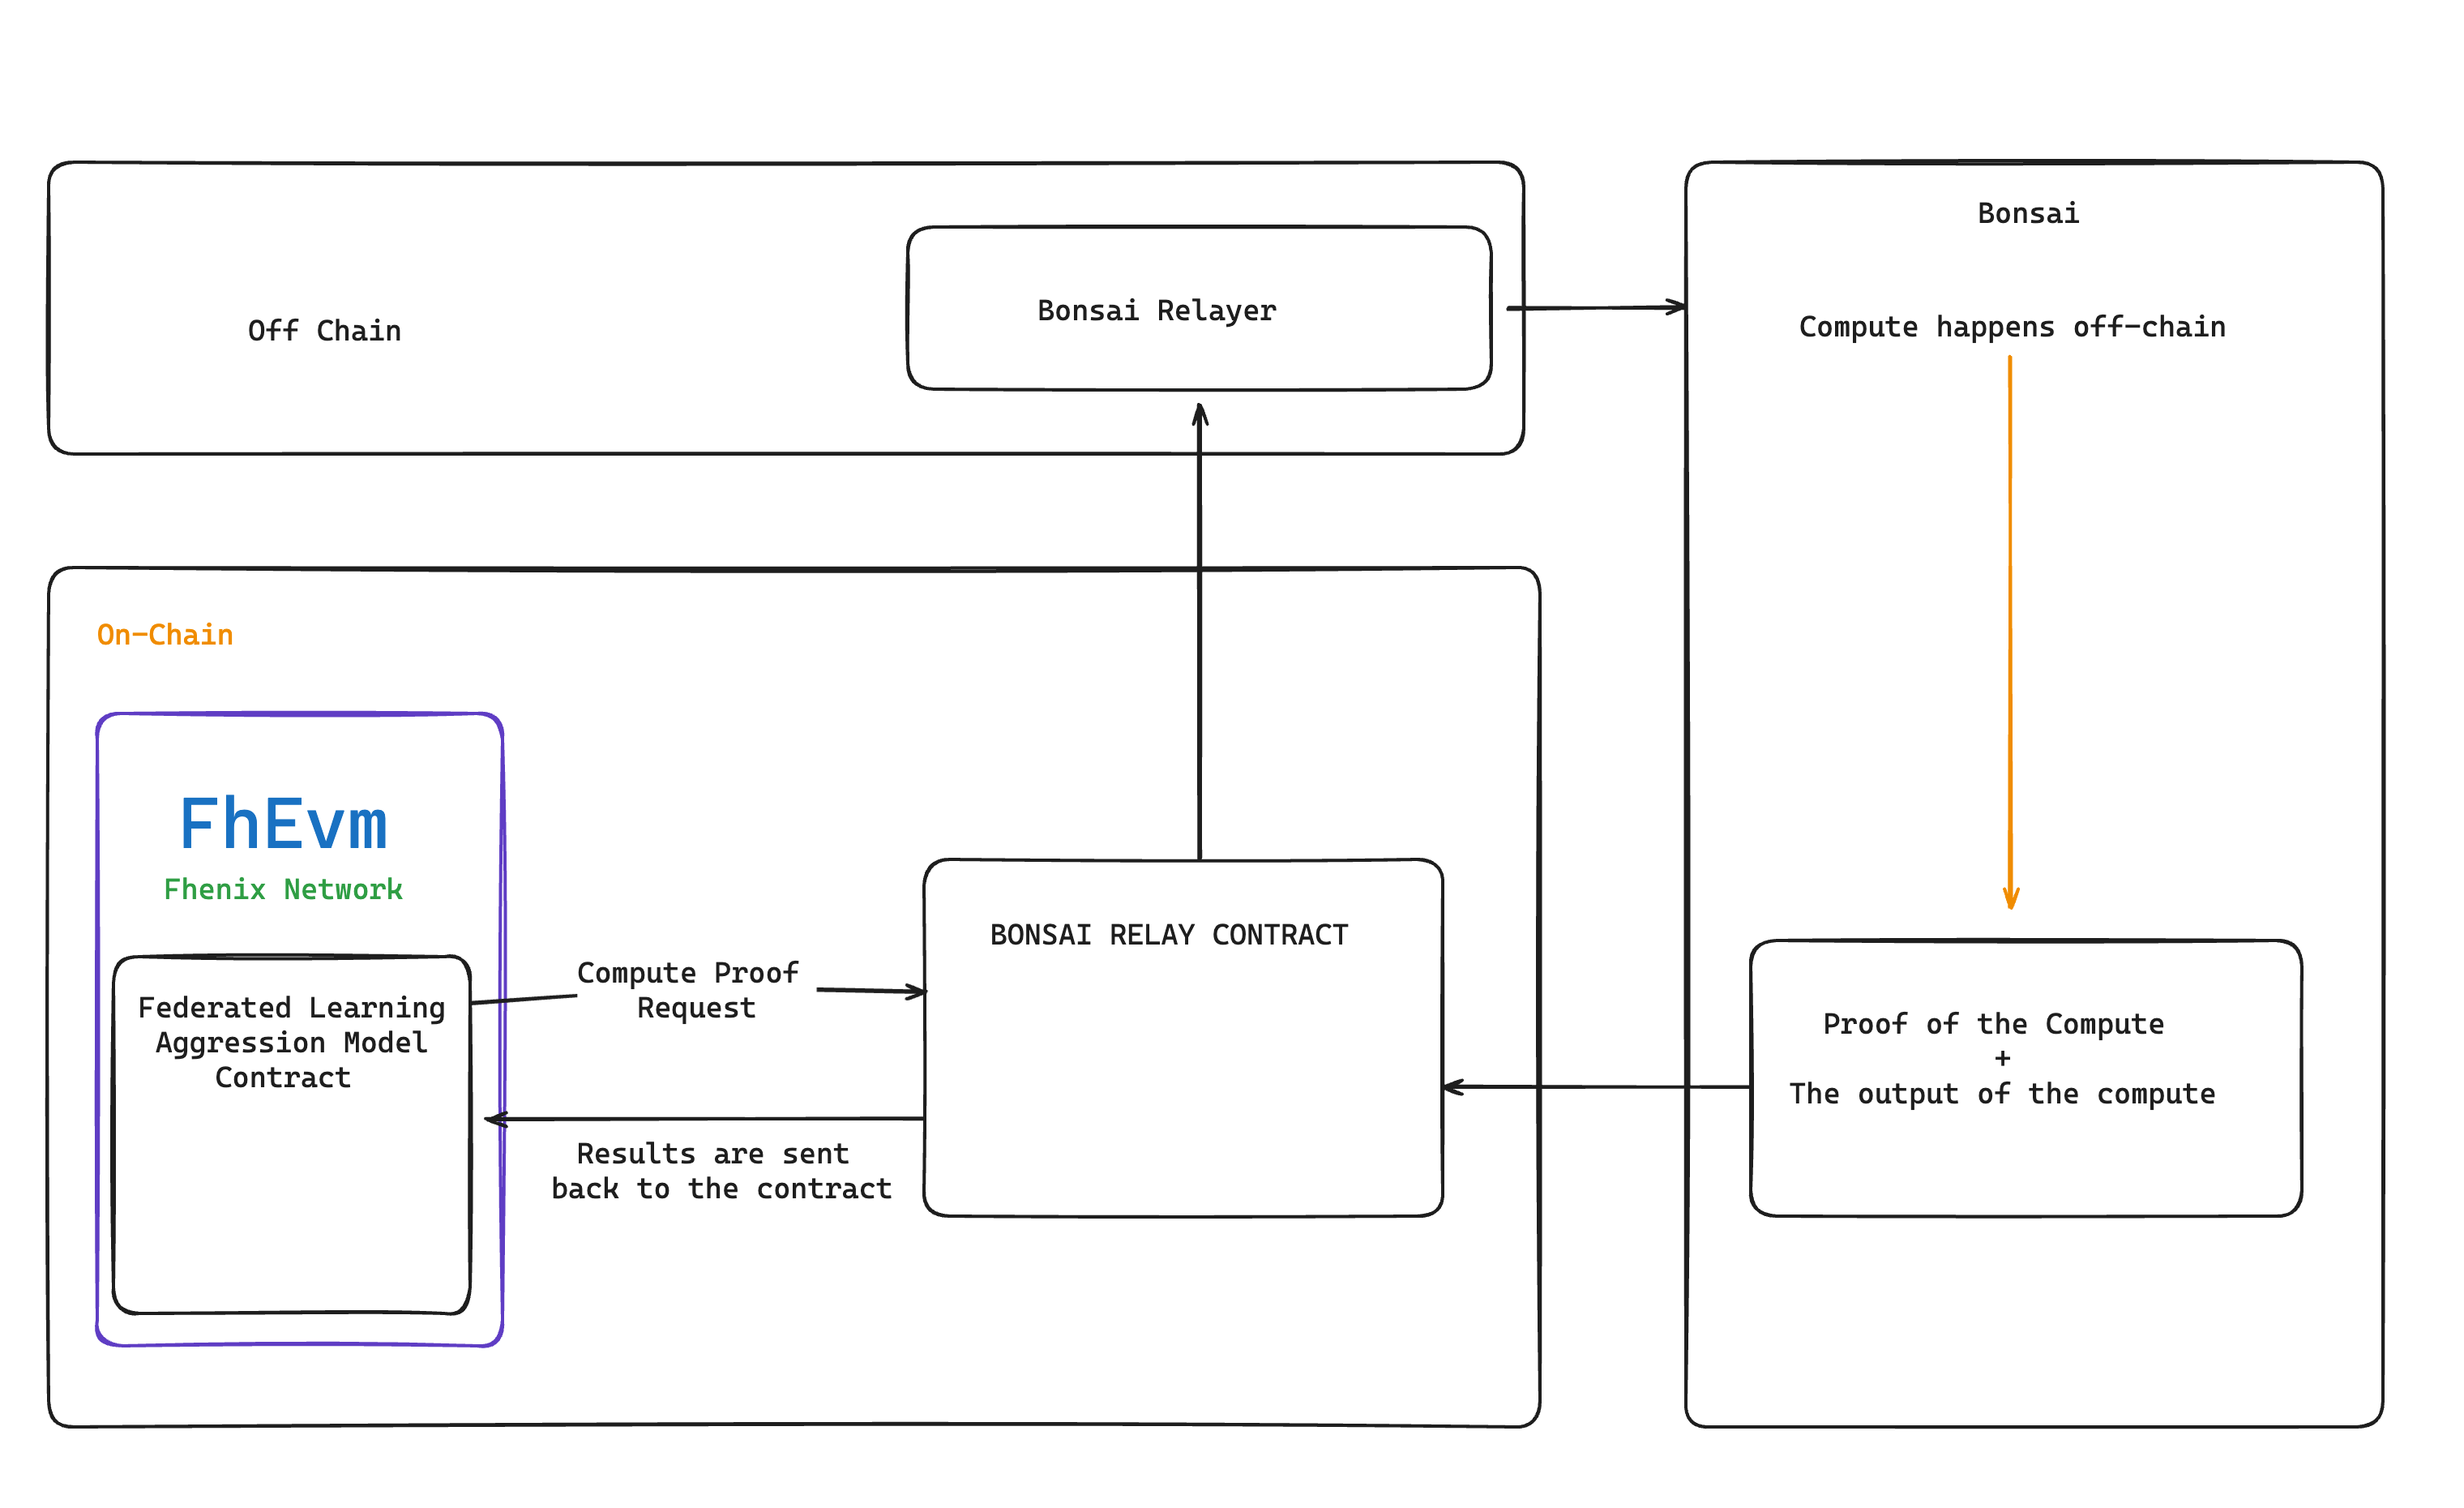 Bonsai
Bonsai Relayer
Off Chain
Compute happens off-chain
On-Chain
FhEvm
Fhenix Network
Federated Learning
Aggression Model
Contract
Compute Proof
Request
BONSAI RELAY CONTRACT
Results are sent
back to the contract
Proof of the Compute
+
The output of the compute